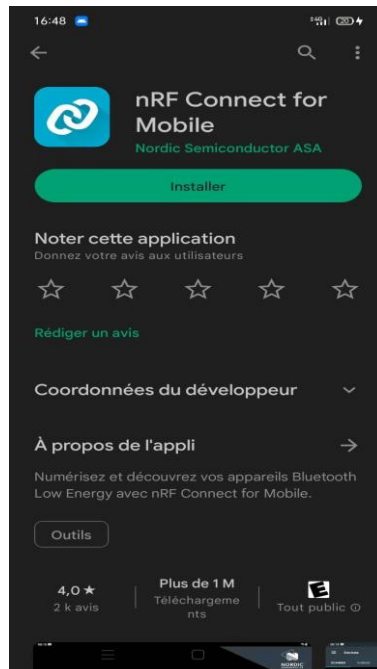 16:48
20
nRF Connect for
Mobile
Nordic Semiconductor ASA
Installer
Noter cette application
Donnez votre avis aux utilisateurs
Rédiger un avis
Coordonnées du développeur
À propos de l'appli
Numérisez et découvrez vos appareils Bluetooth
Low Energy avec nRF Connect for Mobile.
Outils
4,0 ★
2 k avis
Plus de 1 M
Téléchargeme
nts
E
Tout public
NORDIC